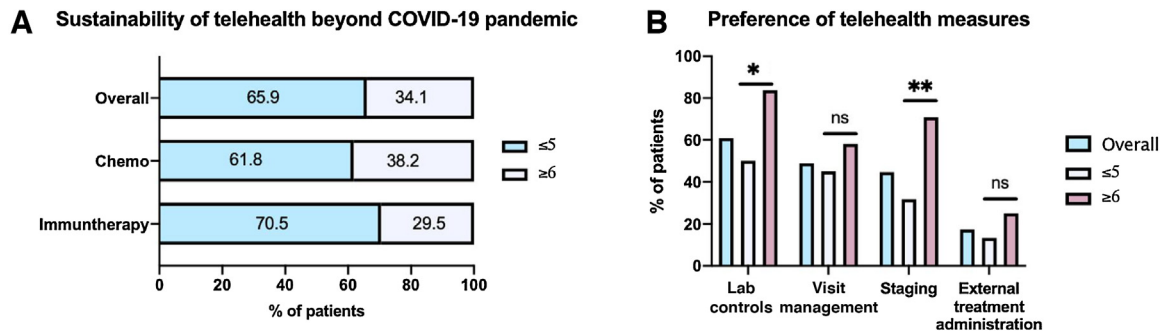 A Sustainability of telehealth beyond COVID-19 pandemic
Overall 65.9 34.1
Chemo 61.8 38.2
Immuntherapy 70.5 29.5
0 20 40 60 80 100
% of patients
≤5
≥6
B Preference of telehealth measures
% of patients
100
80
60
40
20
0
*
ns
**
ns
Lab
controls
Visit
management
Staging
External
treatment
administration
Overall
≤5
≥6